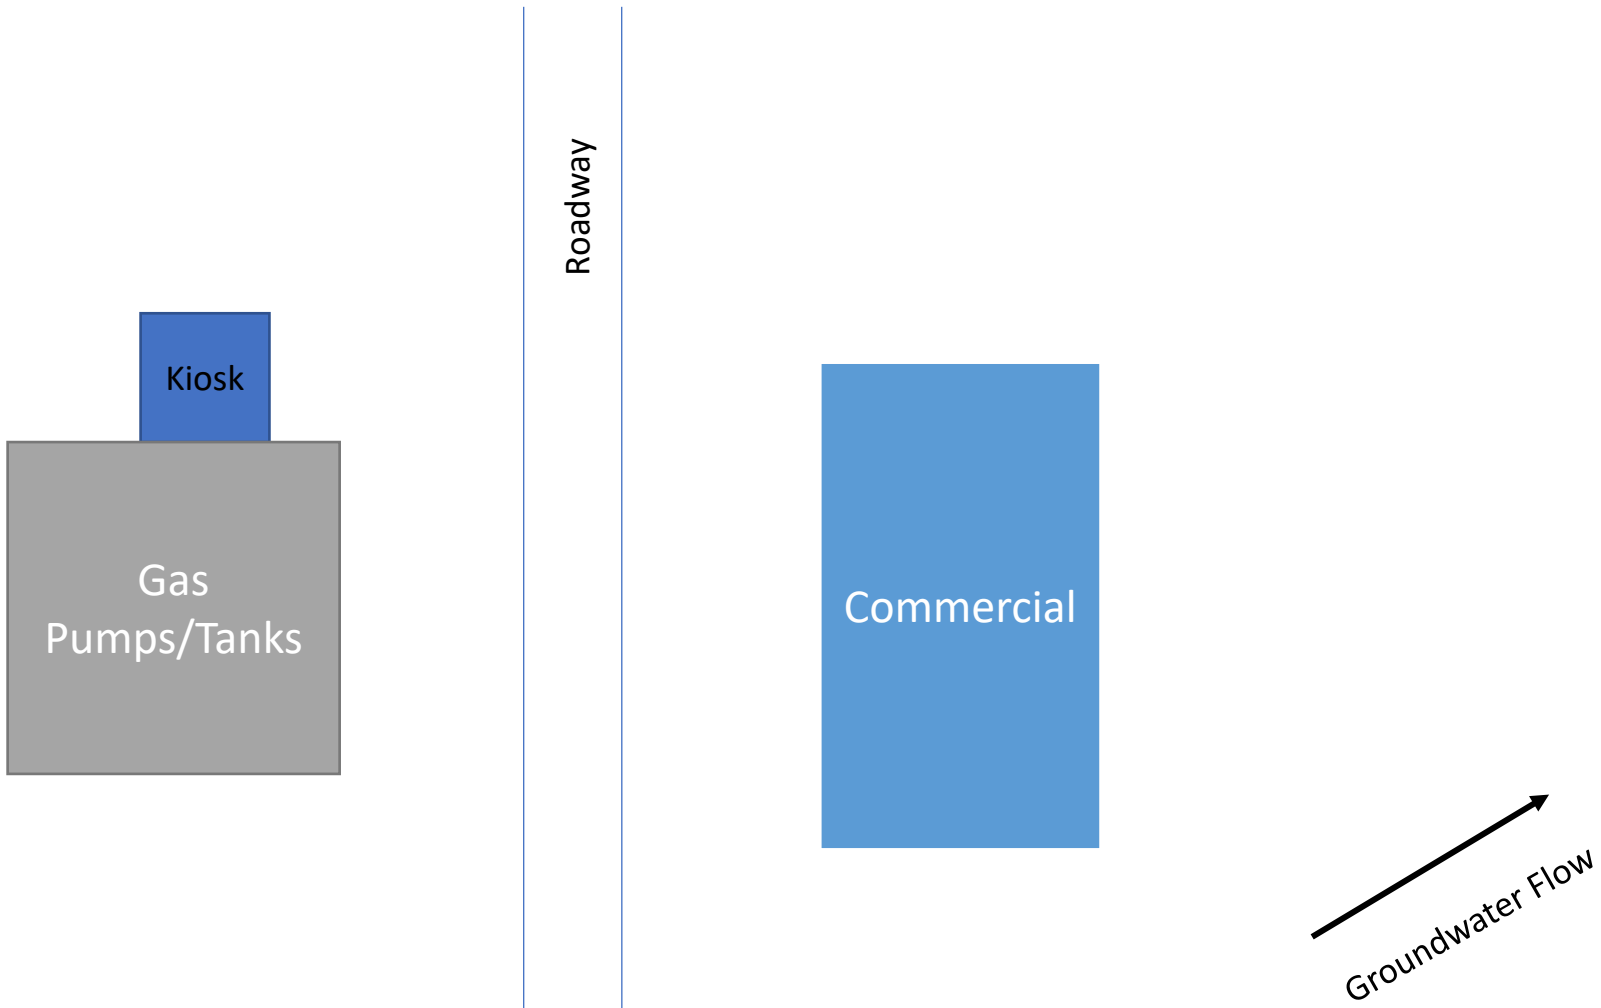 Roadway
Kiosk
Gas
Pumps/Tanks
Commercial
Groundwater Flow